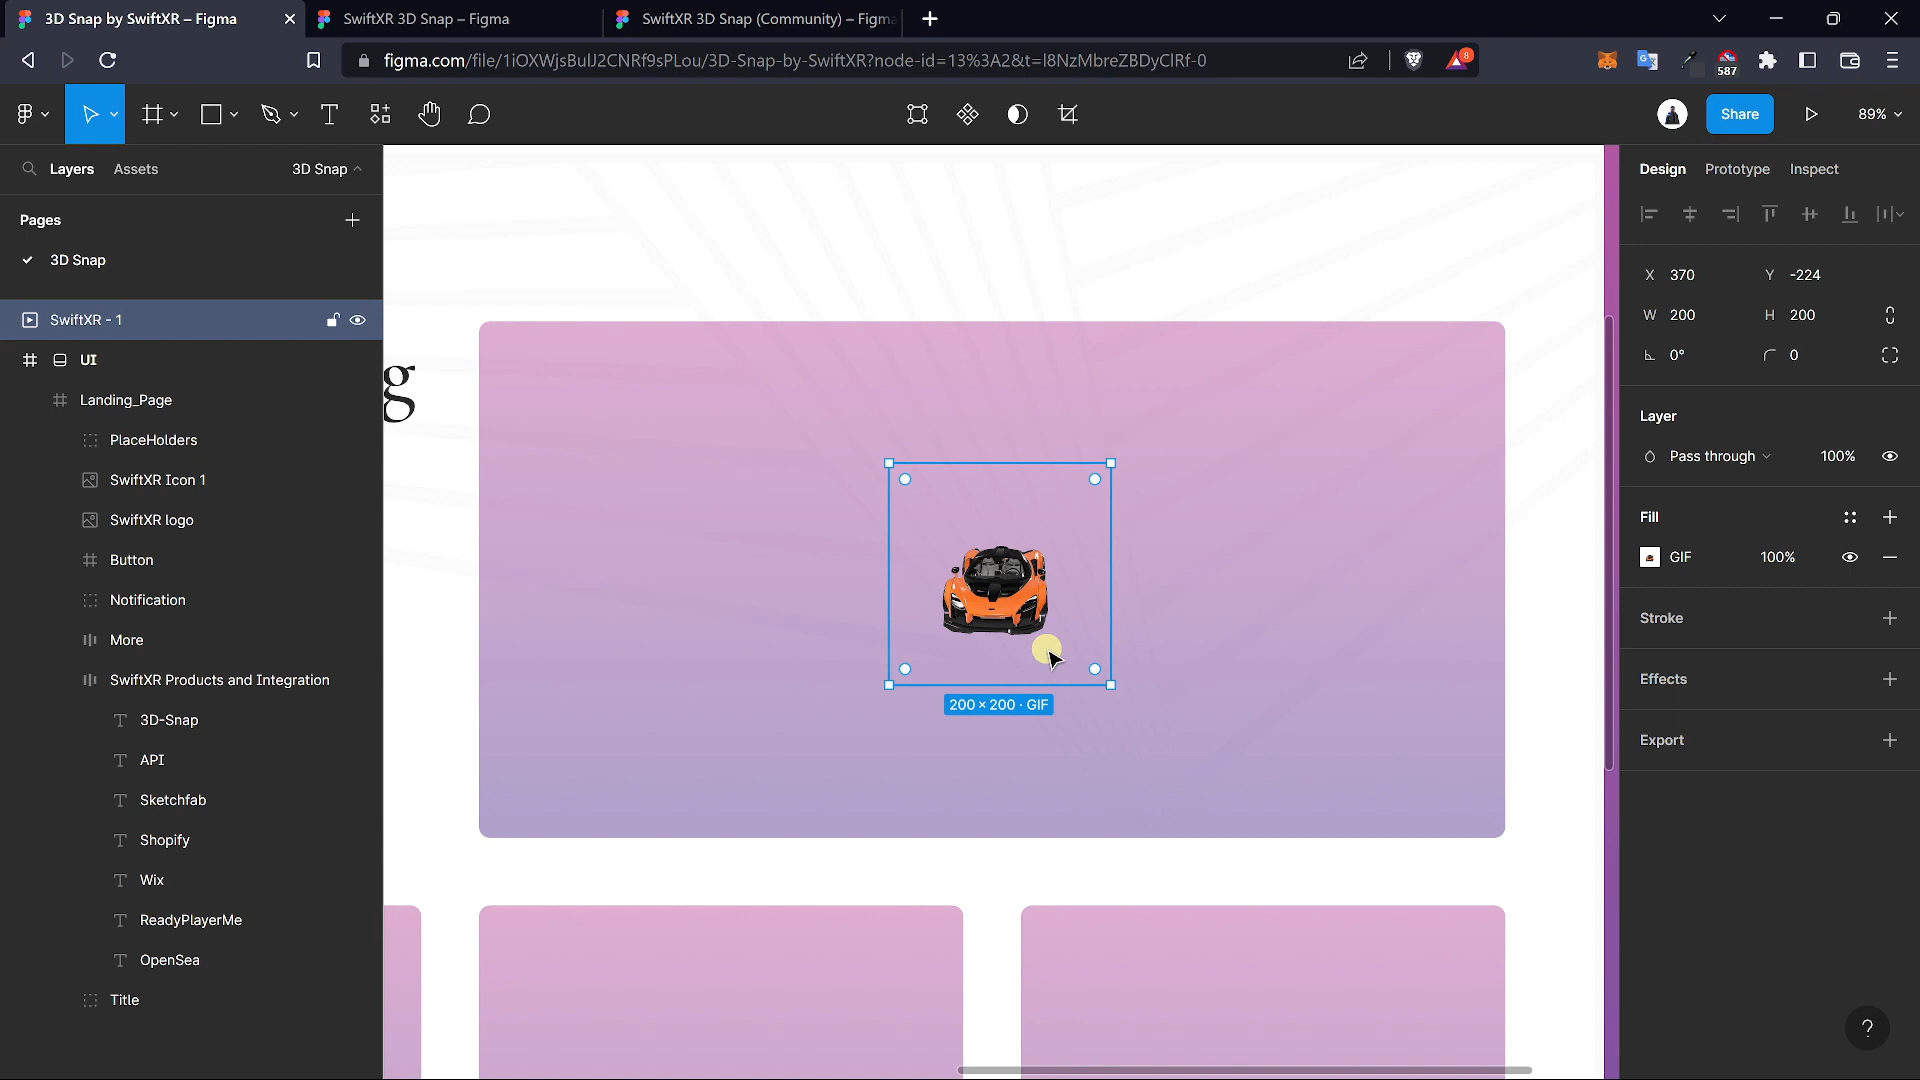 3D Snap by SwiftXR – Figma
SwiftXR 3D Snap – Figma
SwiftXR 3D Snap (Community) – Figma
figma.com/file/1iOXWjsBulJ2CNRf9sPLou/3D-Snap-by-SwiftXR?node-id=13%3A2&t=I8NzMbreZBDyClRf-0
8
587
Share
89%
Layers
Assets
3D Snap
Design
Prototype
Inspect
Pages
3D Snap
X 370
Y -224
SwiftXR - 1
W 200
H 200
UI
0°
0
Landing_Page
g
Layer
PlaceHolders
Pass through
100%
SwiftXR Icon 1
SwiftXR logo
Fill
Button
GIF
100%
Notification
Stroke
More
SwiftXR Products and Integration
Effects
200 × 200 · GIF
3D-Snap
Export
API
Sketchfab
Shopify
Wix
ReadyPlayerMe
OpenSea
Title
?